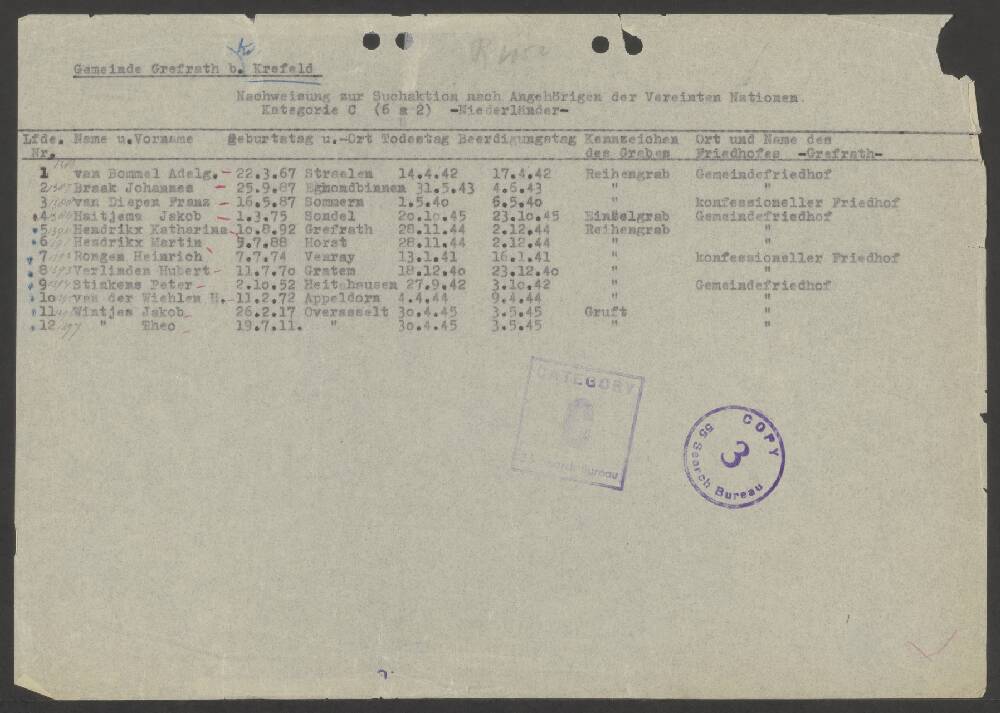 Gemeinde Grefrath b. Krefeld
Nachweisung zur Suchaktion nach Angehörigen der Vereinten Nationen.
Kategorie C (6 a 2) -Niederländer-
Lfde. Name u.Vorname Geburtstag u.-Ort Todestag Beerdigungstag Kennzeichen Ort und Name des
Nr. des Grabes Friedhofes -Grefrath-
1 van Bommel Adelg. 22.3.67 Straelen 14.4.42 17.4.42 Reihengrab Gemeindefriedhof
2 Braak Johannes 25.9.87 Egmondbinnen 31.5.43 4.6.43 " "
3 van Diepen Frans 16.5.87 Sommern 1.5.4o 6.5.4o " konfessioneller Friedhof
4 Haitjema Jakob 1.3.75 Sondel 2o.1o.45 23.1o.45 Einzelgrab Gemeindefriedhof
5 Hendrikx Katharina 1o.8.92 Grefrath 28.11.44 2.12.44 Reihengrab "
6 Hendrikx Martin 9.7.88 Horst 28.11.44 2.12.44 " "
7 Rongen Heinrich 7.7.74 Venray 13.1.41 16.1.41 " konfessioneller Friedhof
8 Verlinden Hubert 11.7.7o Gratem 18.12.4o 23.12.4o " "
9 Stinkens Peter 2.1o.52 Heitshausen 27.9.42 3.1o.42 " Gemeindefriedhof
1o van der Wiehlen H. 11.2.72 Appeldorn 4.4.44 9.4.44 " "
11 Wintjes Jakob 26.2.17 Overasselt 3o.4.45 3.5.45 Gruft "
12 " Theo 19.7.11. " 3o.4.45 3.5.45 " "
CATEGORY
Search Bureau
COPY
3
55 Search Bureau